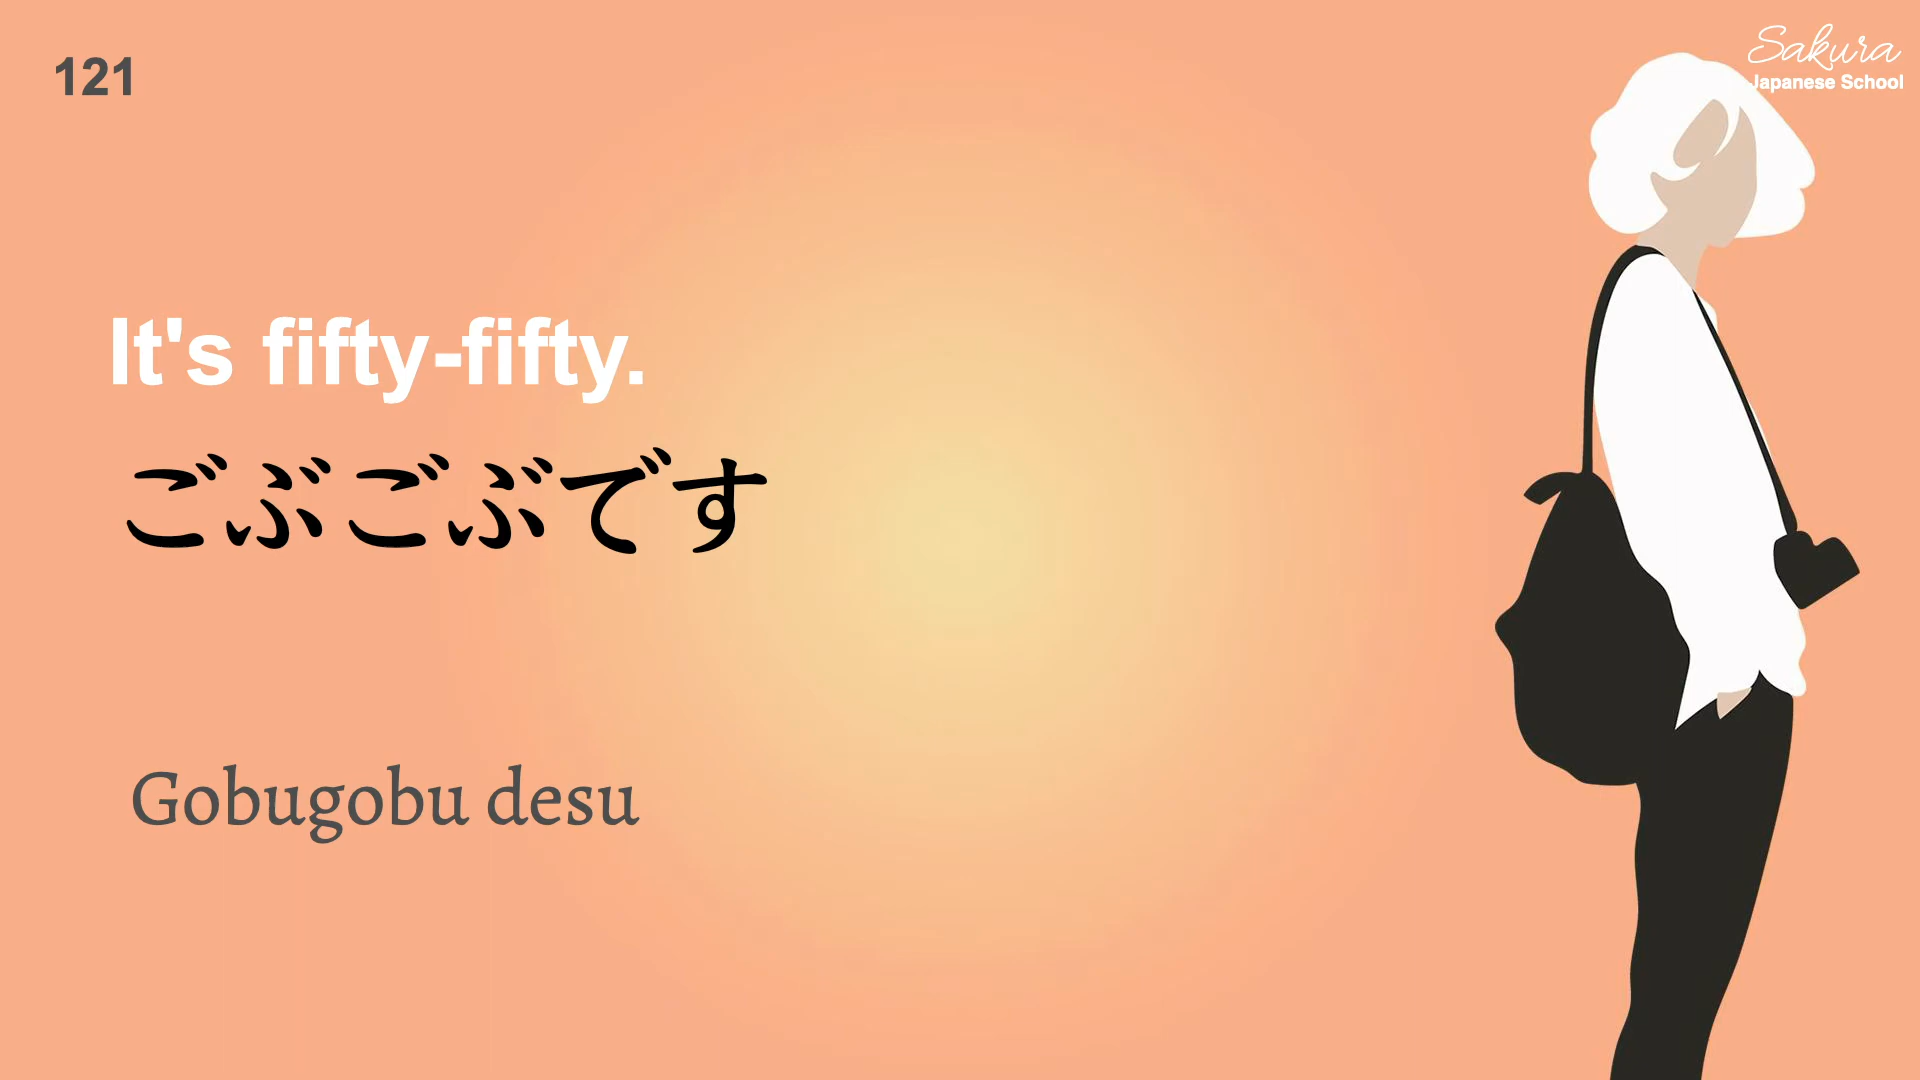 121
Sakura
Japanese School
It's fifty-fifty.
ごぶごぶです
Gobugobu desu